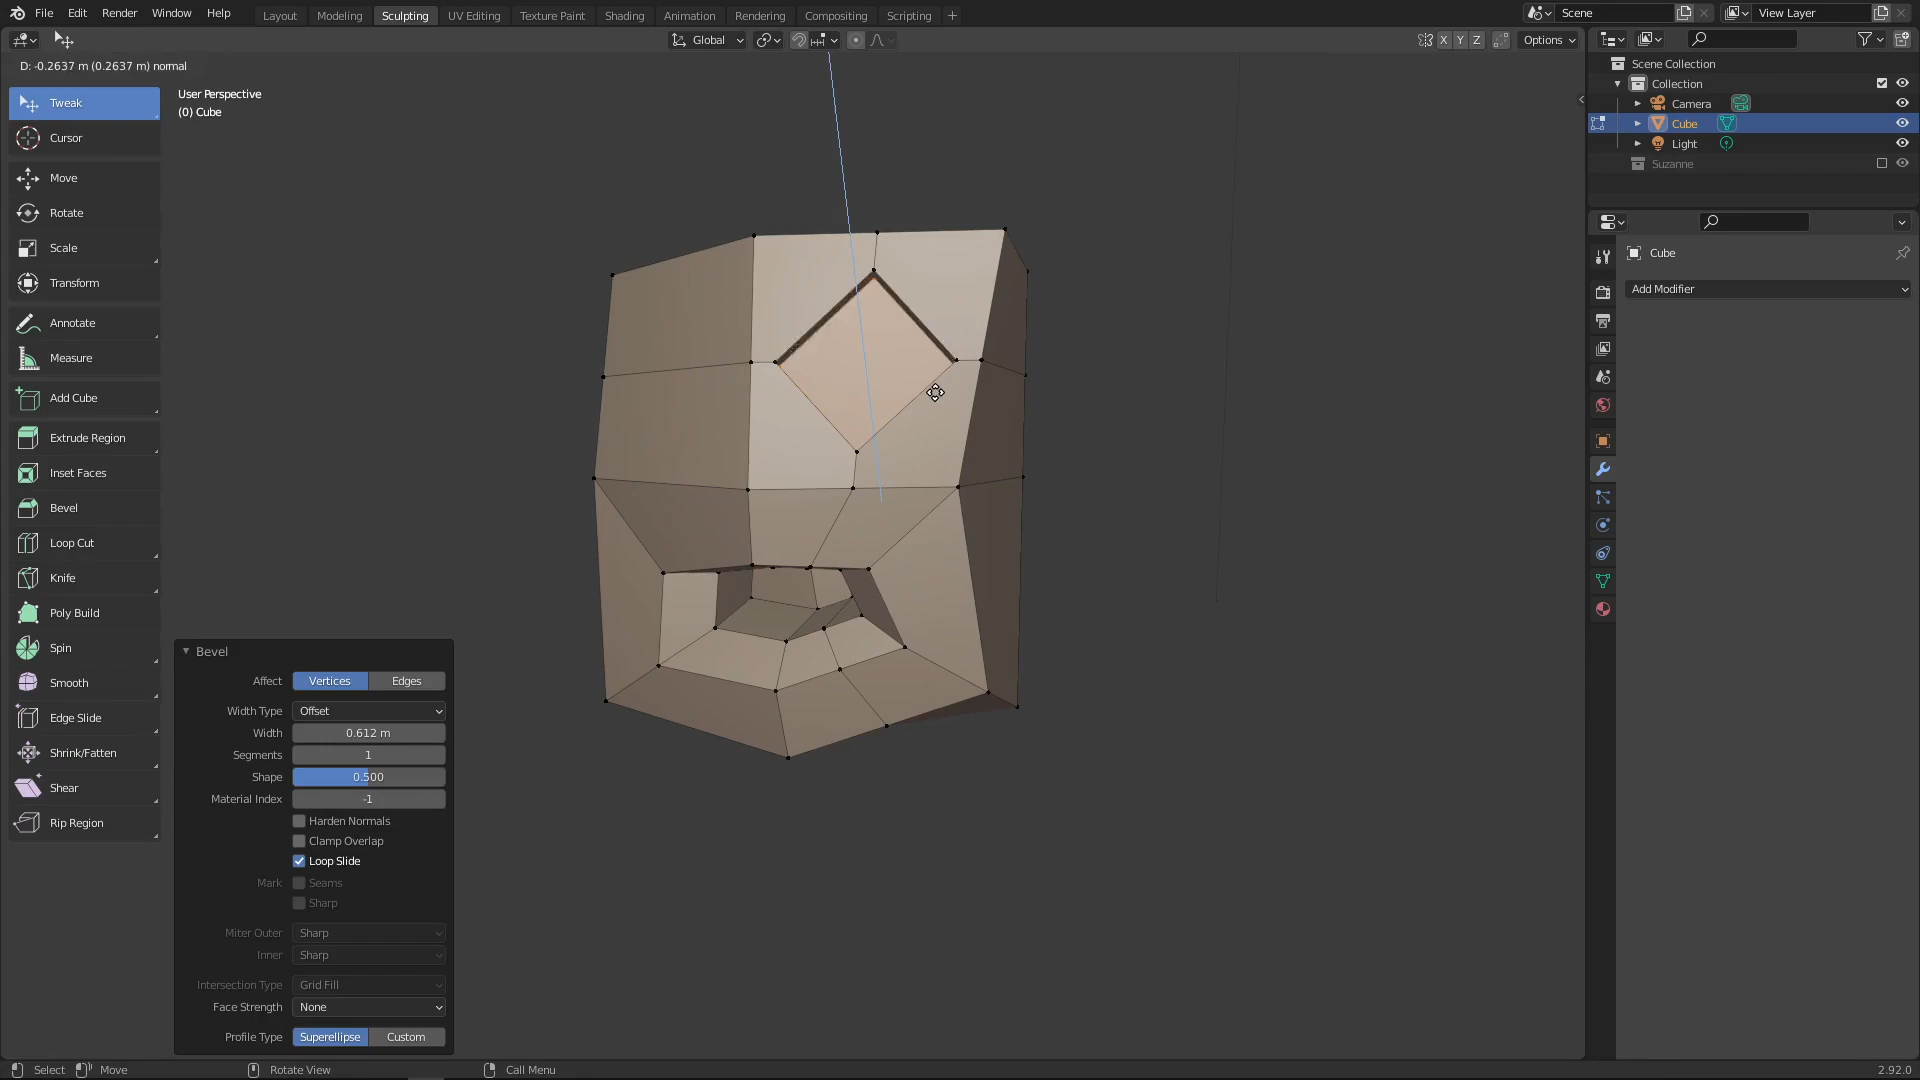 File Edit Render Window Help
Layout Modeling Sculpting UV Editing Texture Paint Shading Animation Rendering Compositing Scripting +
Scene
View Layer
Global
X Y Z
Options
D: -0.2637 m (0.2637 m) normal
User Perspective
(0) Cube
Tweak
Cursor
Move
Rotate
Scale
Transform
Annotate
Measure
Add Cube
Extrude Region
Inset Faces
Bevel
Loop Cut
Knife
Poly Build
Spin
Smooth
Edge Slide
Shrink/Fatten
Shear
Rip Region
Bevel
Affect Vertices Edges
Width Type Offset
Width 0.612 m
Segments 1
Shape 0.500
Material Index -1
Harden Normals
Clamp Overlap
Loop Slide
Mark Seams
Sharp
Miter Outer Sharp
Inner Sharp
Intersection Type Grid Fill
Face Strength None
Profile Type Superellipse Custom
Scene Collection
Collection
Camera
Cube
Light
Suzanne
Cube
Add Modifier
Select Move Rotate View Call Menu 2.92.0